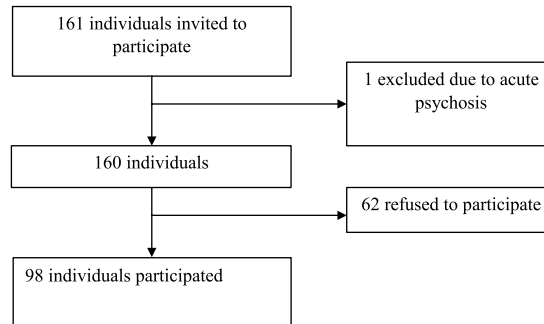 161 individuals invited to
participate
1 excluded due to acute
psychosis
160 individuals
62 refused to participate
98 individuals participated